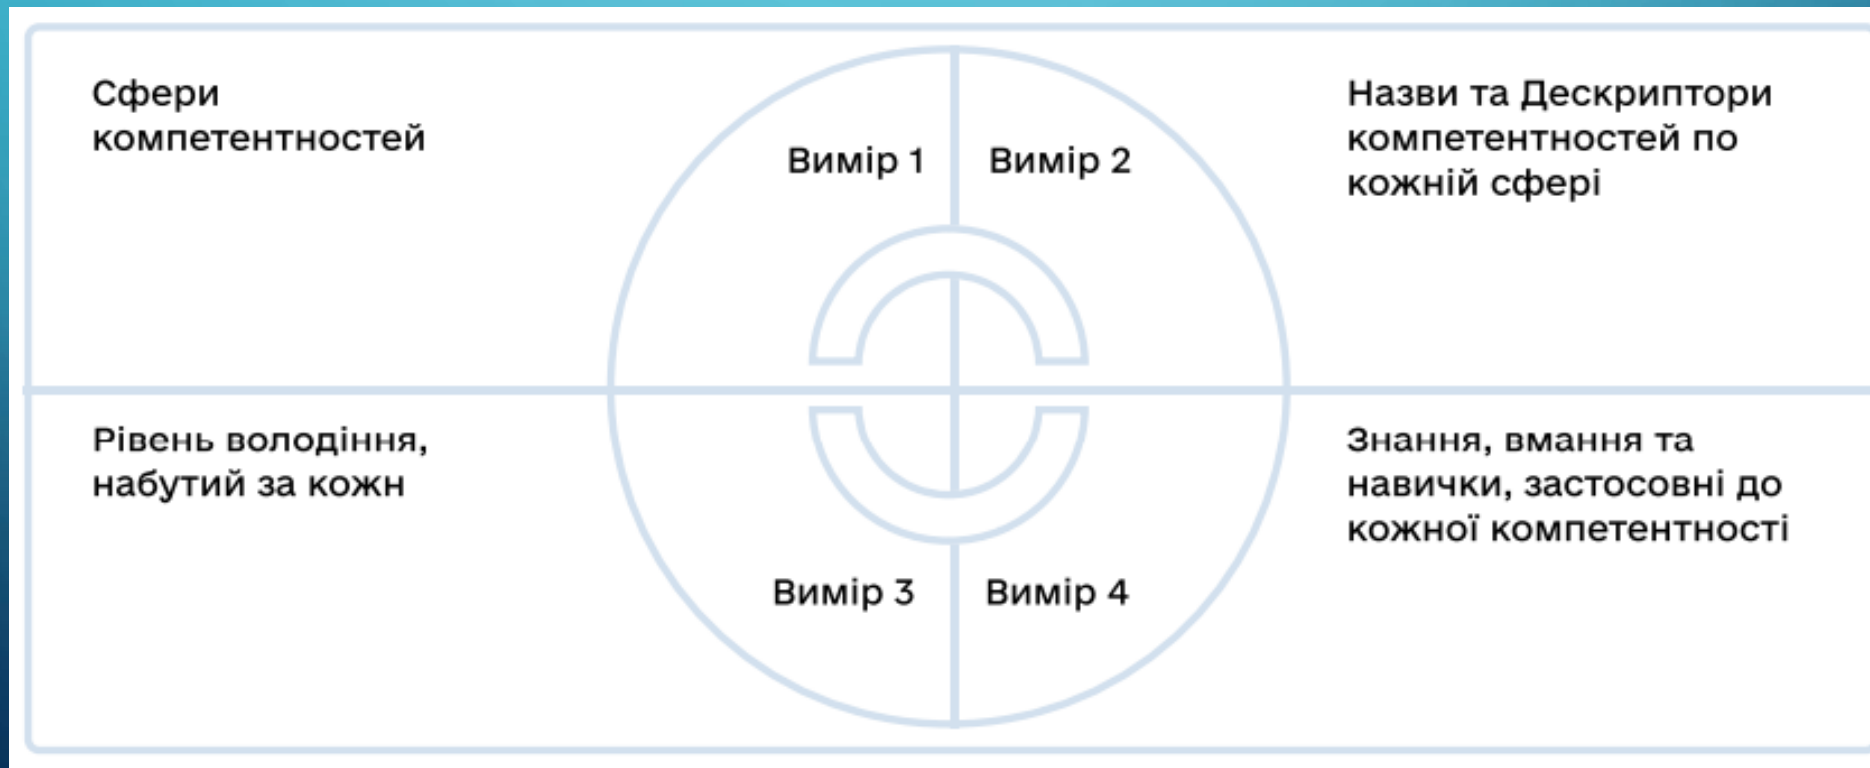 Сфери
компетентностей
Вимір 1
Вимір 2
Назви та Дескриптори
компетентностей по
кожній сфері
Рівень володіння,
набутий за кожн
Вимір 3
Вимір 4
Знання, вмання та
навички, застосовні до
кожної компетентності